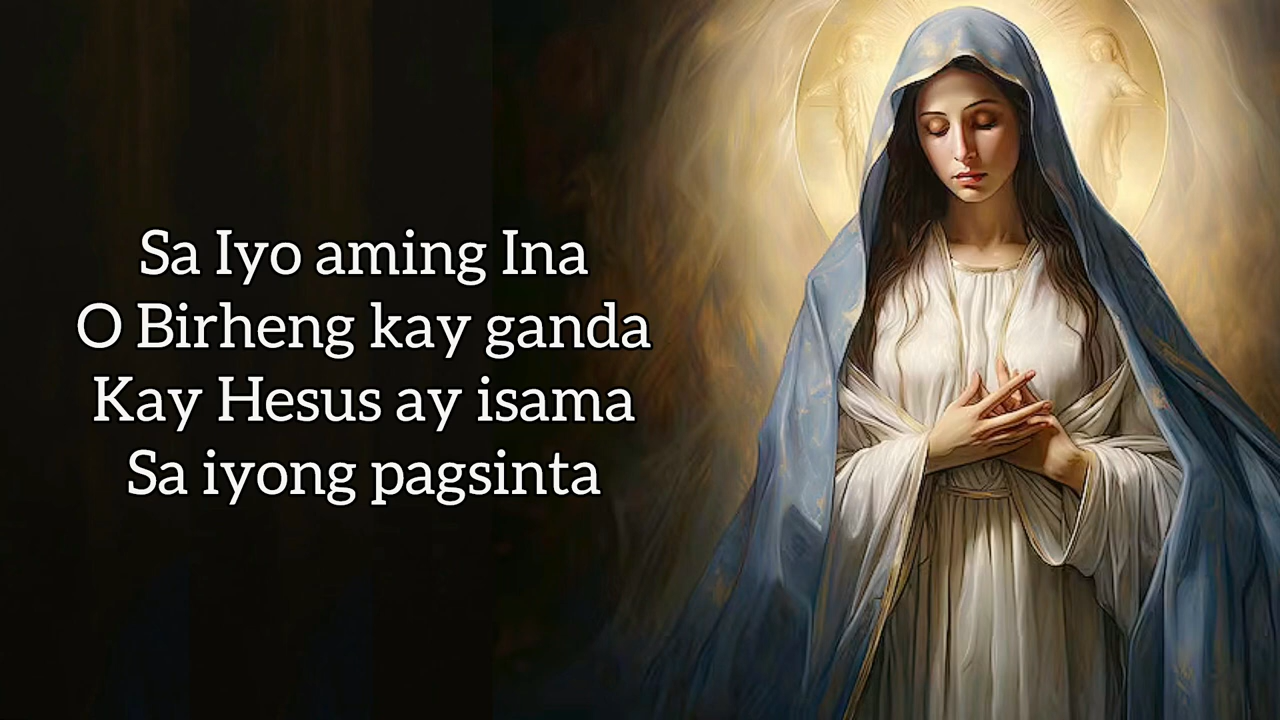 Sa Iyo aming Ina
O Birheng kay ganda
Kay Hesus ay isama
Sa iyong pagsinta